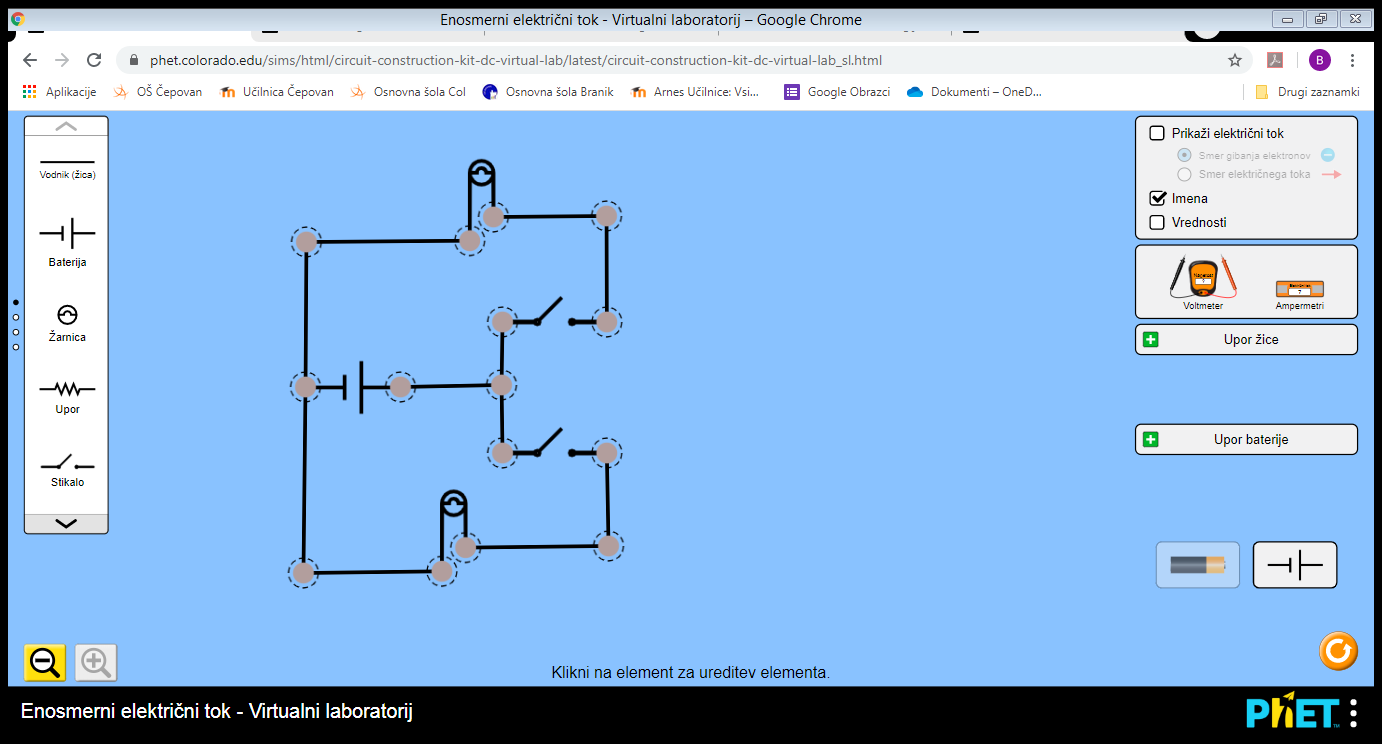 Enosmerni električni tok - Virtualni laboratorij – Google Chrome
phet.colorado.edu/sims/html/circuit-construction-kit-dc-virtual-lab/latest/circuit-construction-kit-dc-virtual-lab_sl.html
B
Aplikacije OŠ Čepovan Učilnica Čepovan Osnovna šola Col Osnovna šola Branik Arnes Učilnice: Vsi... Google Obrazci Dokumenti – OneD... Drugi zaznamki
Vodnik (žica)
Baterija
Žarnica
Upor
Stikalo
Prikaži električni tok
Smer gibanja elektronov
Smer električnega toka
Imena
Vrednosti
Napetost
?
Voltmeter
?
Ampermetri
Upor žice
Upor baterije
Klikni na element za ureditev elementa.
Enosmerni električni tok - Virtualni laboratorij
PhET